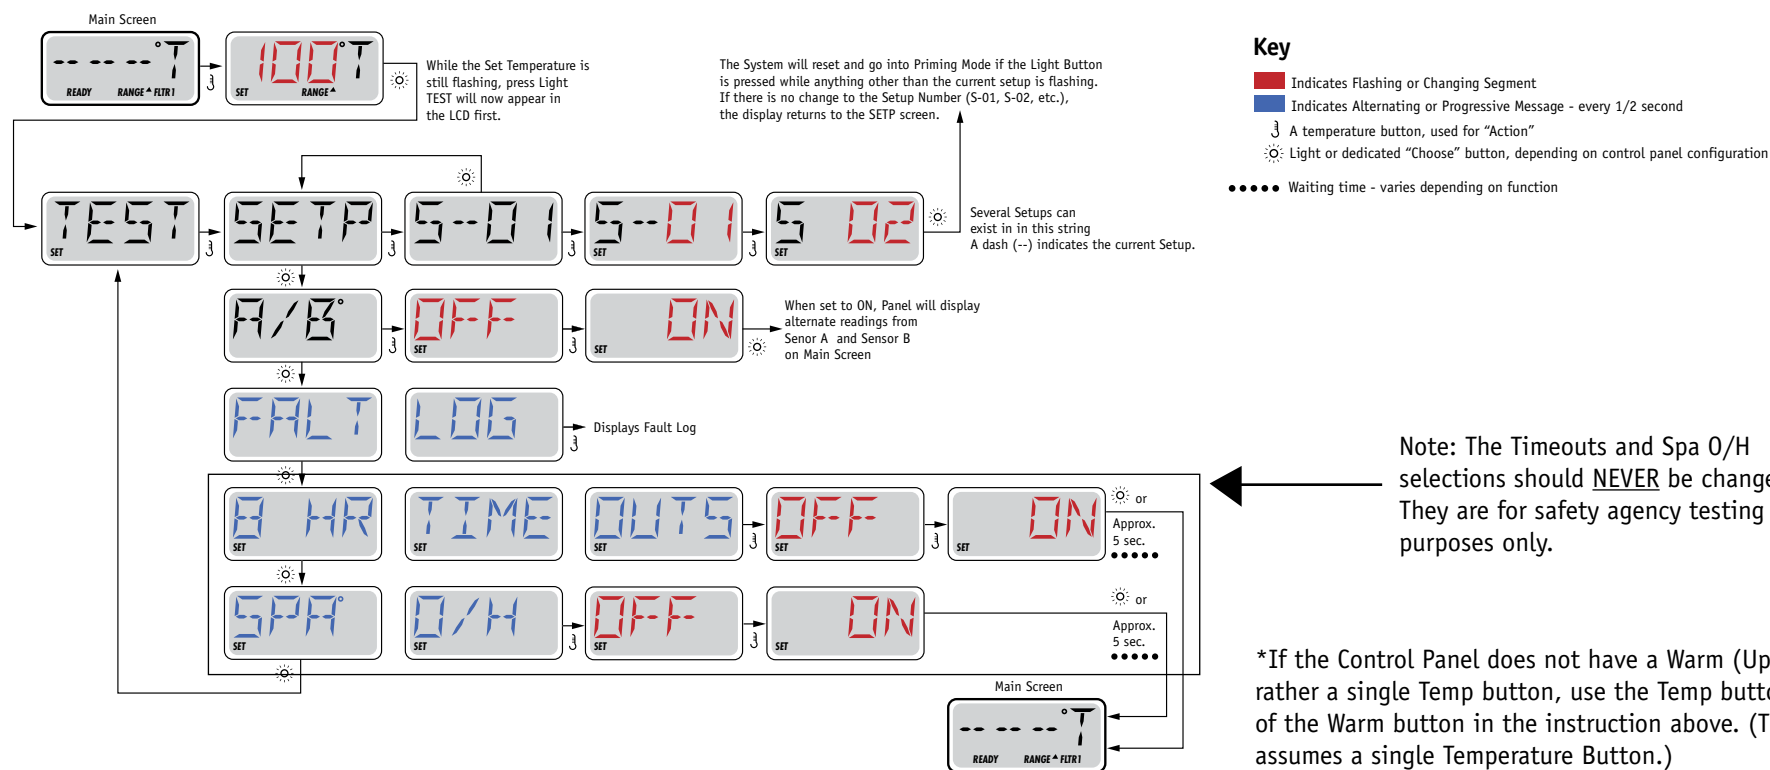 Main Screen
---- °T
READY RANGE FLTR1
100°T
SET RANGE
While the Set Temperature is
still flashing, press Light
TEST will now appear in
the LCD first.
The System will reset and go into Priming Mode if the Light Button
is pressed while anything other than the current setup is flashing.
If there is no change to the Setup Number (S-01, S-02, etc.),
the display returns to the SETP screen.
Key
Indicates Flashing or Changing Segment
Indicates Alternating or Progressive Message - every 1/2 second
A temperature button, used for “Action”
Light or dedicated “Choose” button, depending on control panel configuration
Waiting time - varies depending on function
TEST
SET
SETP
S-01
S-01
SET
S 02
SET
Several Setups can
exist in in this string
A dash (--) indicates the current Setup.
A/B°
OFF
SET
ON
SET
When set to ON, Panel will display
alternate readings from
Senor A and Sensor B
on Main Screen
FALT
LOG
Displays Fault Log
8 HR
SET
TIME
OUTS
OFF
SET
ON
SET
or
Approx.
5 sec.
SPA°
SET
O/H
OFF
SET
ON
SET
or
Approx.
5 sec.
Note: The Timeouts and Spa O/H
selections should NEVER be change
They are for safety agency testing
purposes only.
Main Screen
---- °T
READY RANGE FLTR1
*If the Control Panel does not have a Warm (Up
rather a single Temp button, use the Temp butto
of the Warm button in the instruction above. (T
assumes a single Temperature Button.)